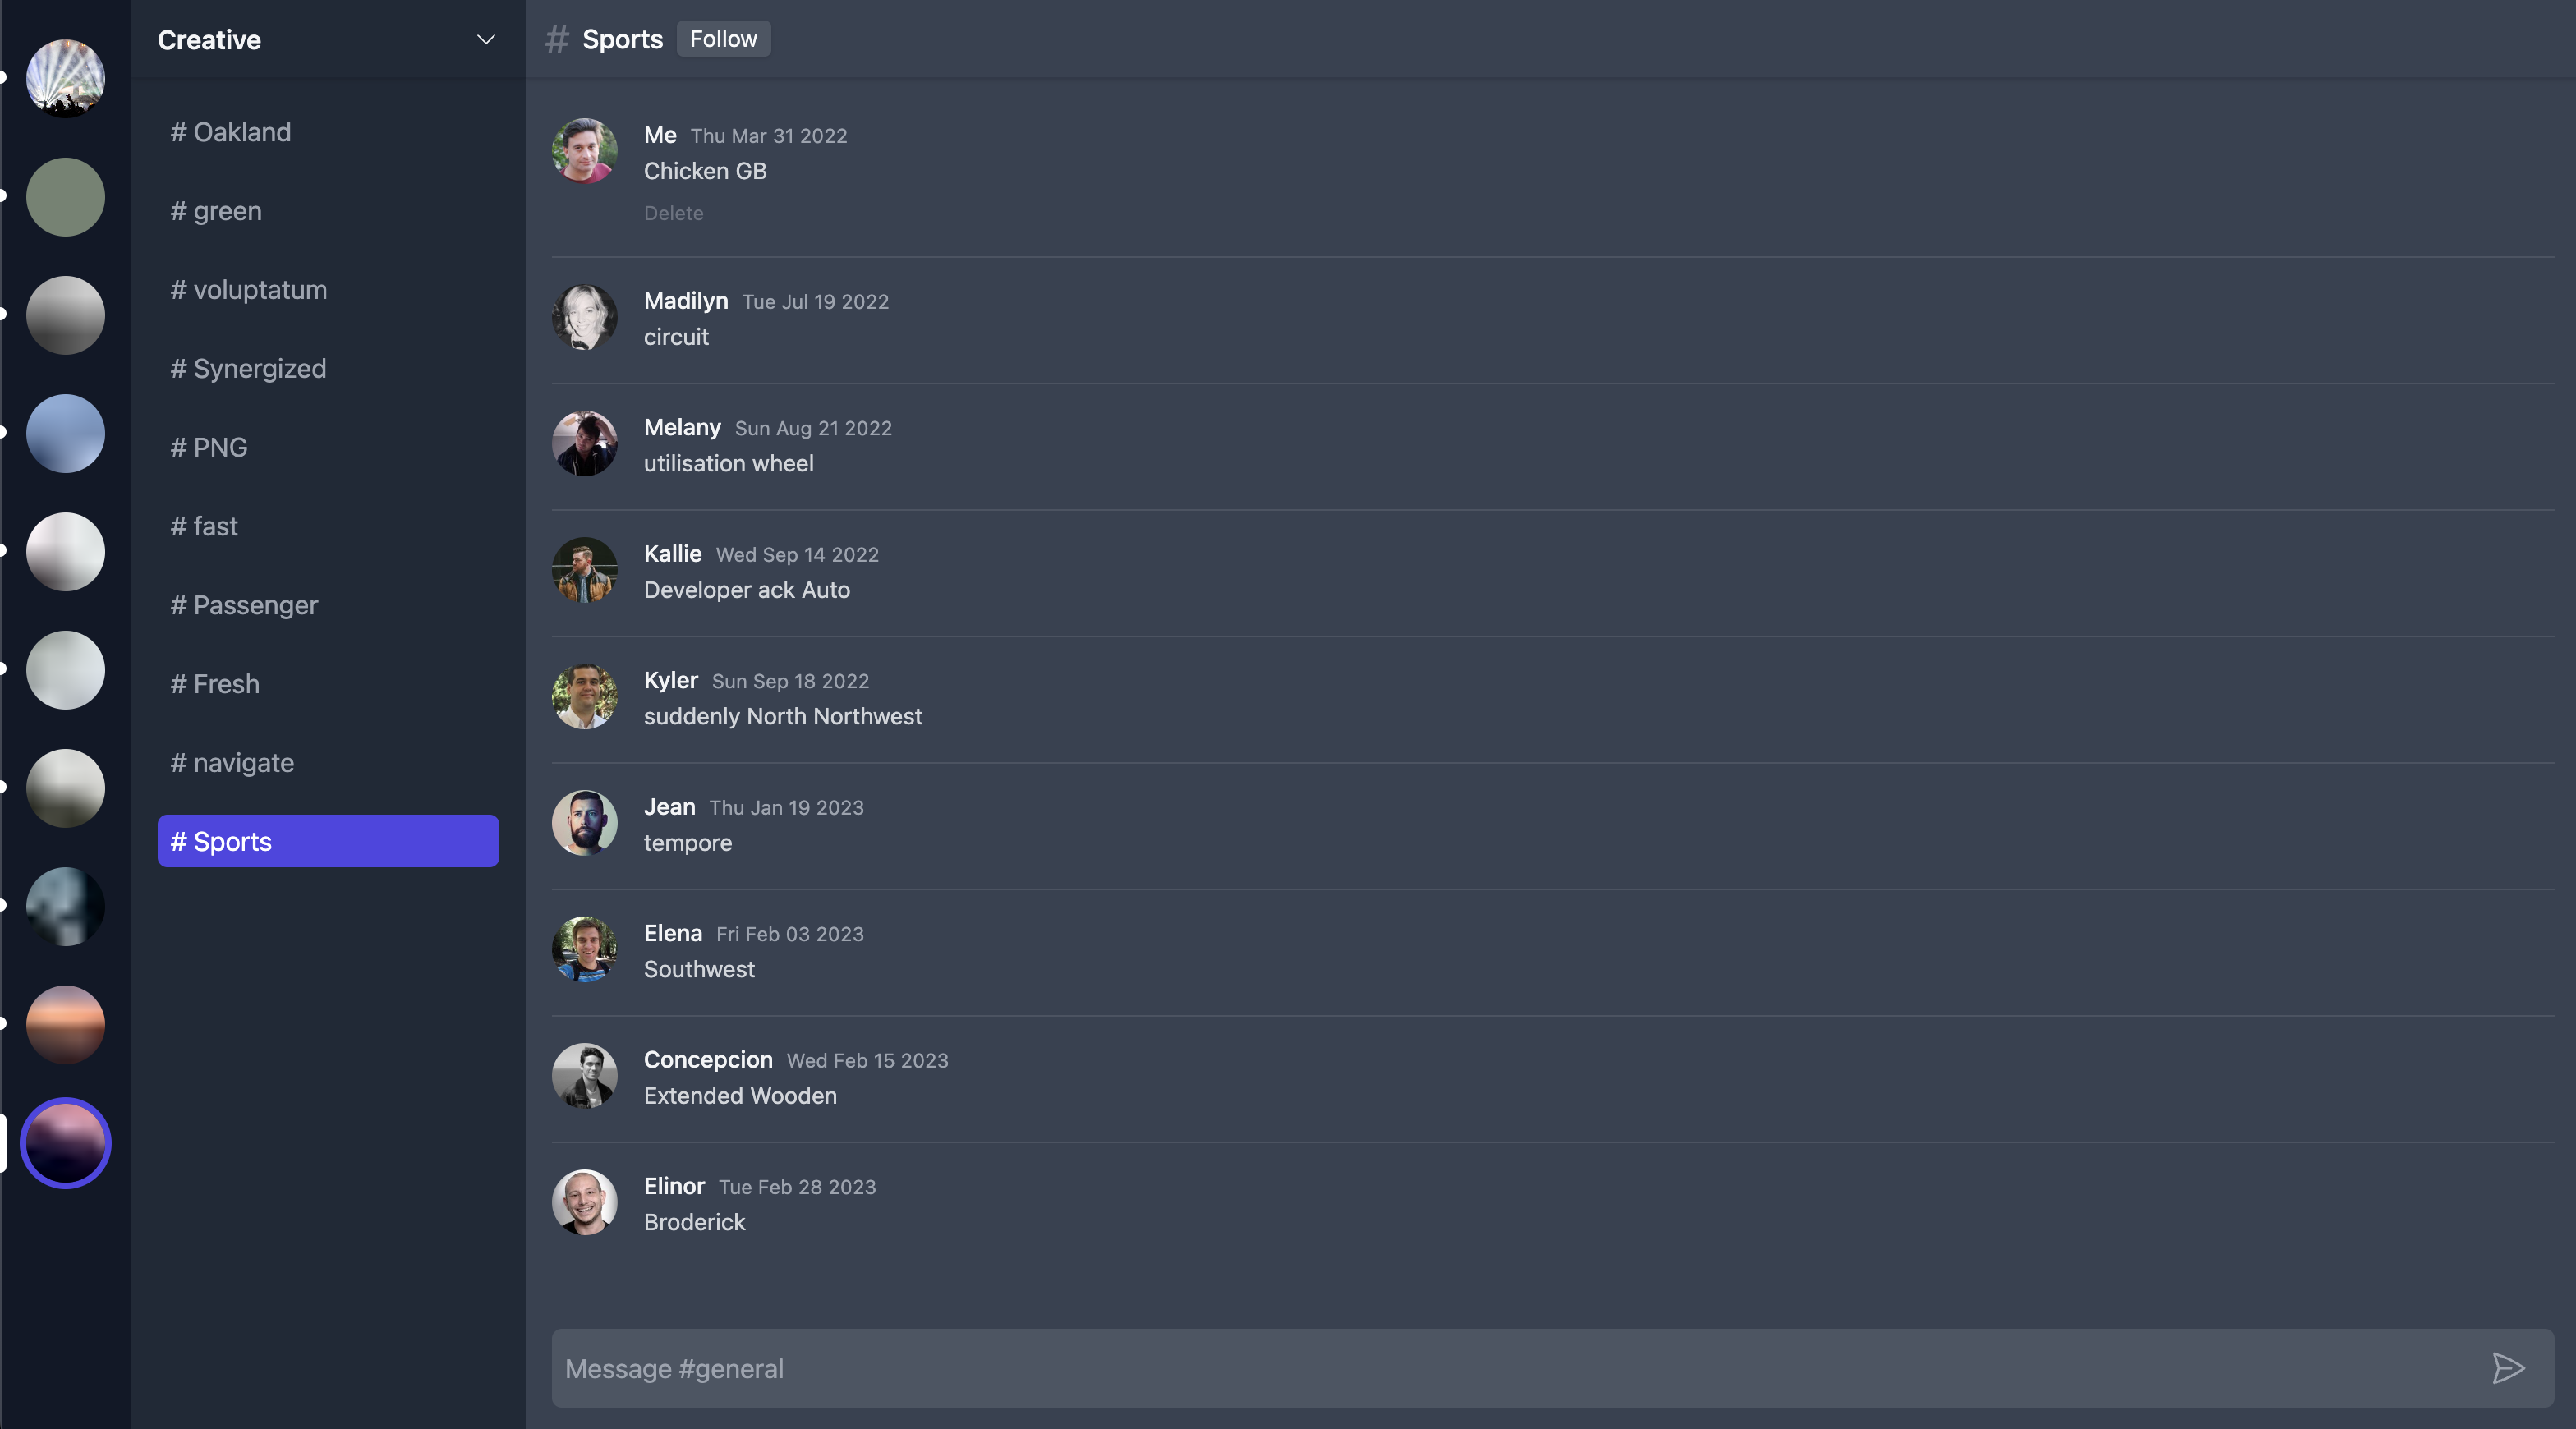 Creative
# Oakland
# green
# voluptatum
# Synergized
# PNG
# fast
# Passenger
# Fresh
# navigate
# Sports
# Sports Follow
Me Thu Mar 31 2022
Chicken GB
Delete
Madilyn Tue Jul 19 2022
circuit
Melany Sun Aug 21 2022
utilisation wheel
Kallie Wed Sep 14 2022
Developer ack Auto
Kyler Sun Sep 18 2022
suddenly North Northwest
Jean Thu Jan 19 2023
tempore
Elena Fri Feb 03 2023
Southwest
Concepcion Wed Feb 15 2023
Extended Wooden
Elinor Tue Feb 28 2023
Broderick
Message #general